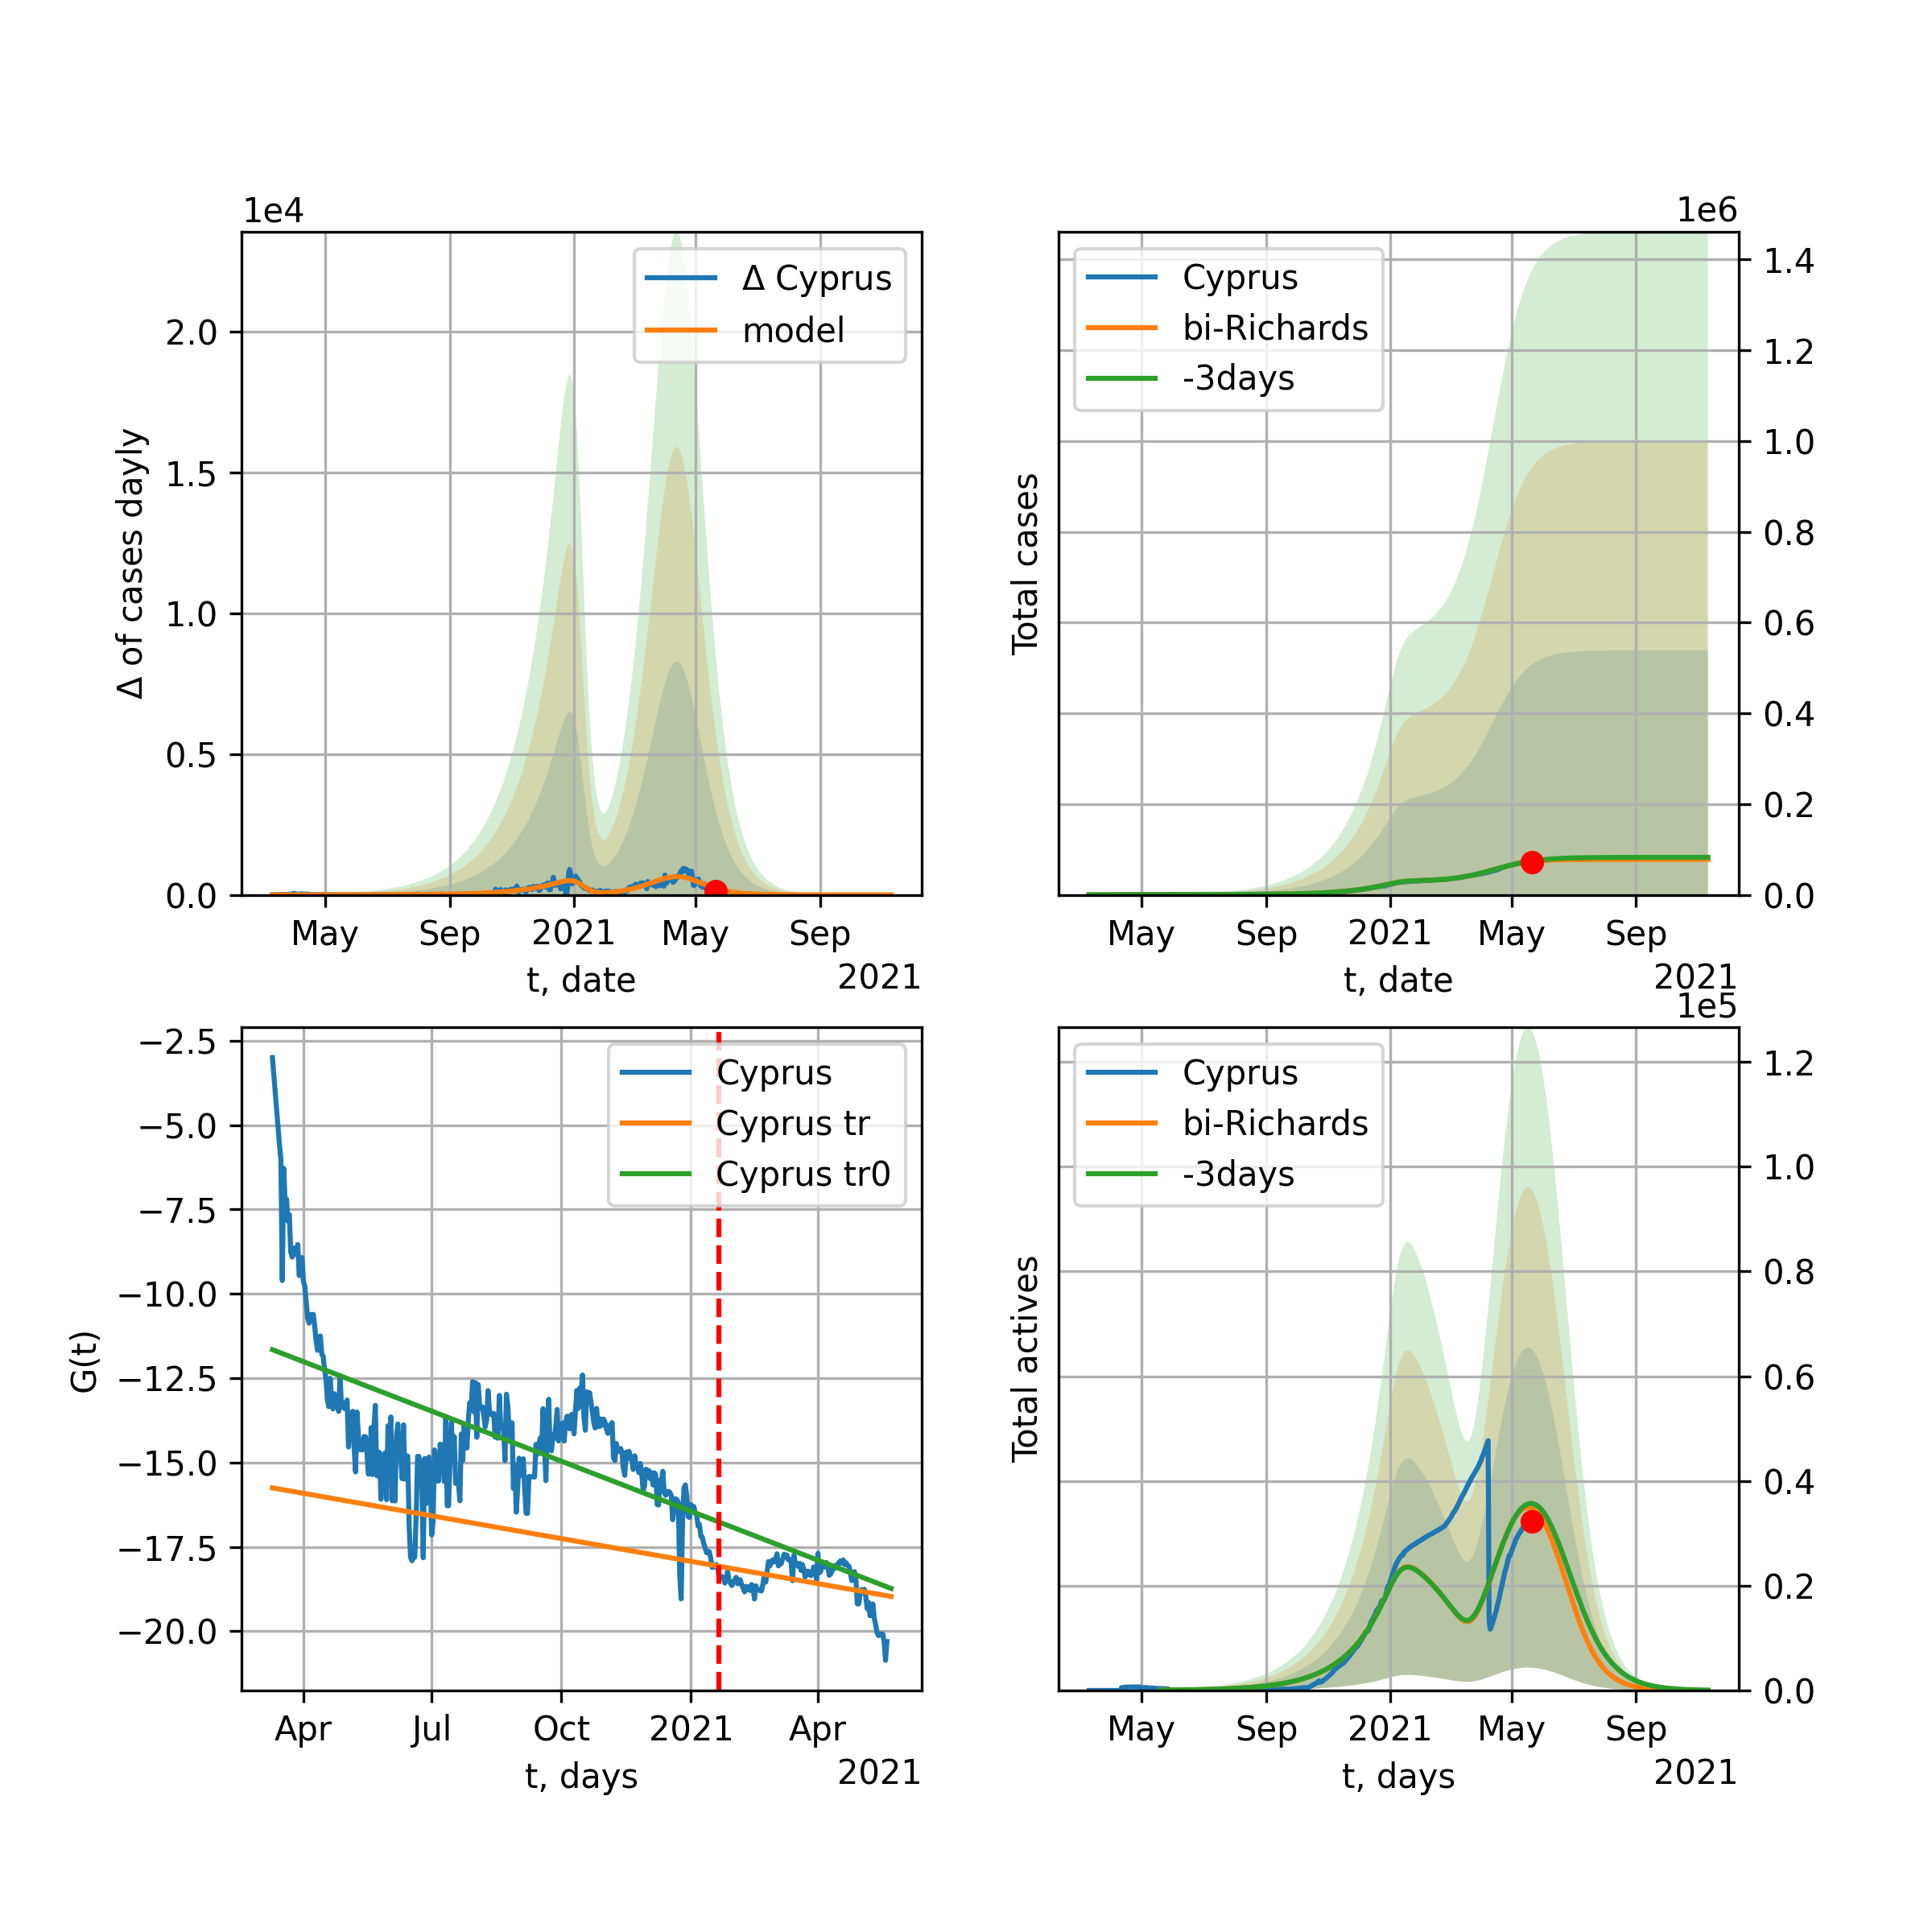 1e4
Δ of cases dayly
2.0
1.5
1.0
0.5
0.0
Δ Cyprus
model
May Sep 2021 May Sep
t, date
2021
1e6
Total cases
Cyprus
bi-Richards
-3days
1.4
1.2
1.0
0.8
0.6
0.4
0.2
0.0
May Sep 2021 May Sep
t, date
2021
G(t)
−2.5
−5.0
−7.5
−10.0
−12.5
−15.0
−17.5
−20.0
Cyprus
Cyprus tr
Cyprus tr0
Apr Jul Oct 2021 Apr
t, days
2021
1e5
Total actives
Cyprus
bi-Richards
-3days
1.2
1.0
0.8
0.6
0.4
0.2
0.0
May Sep 2021 May Sep
t, days
2021